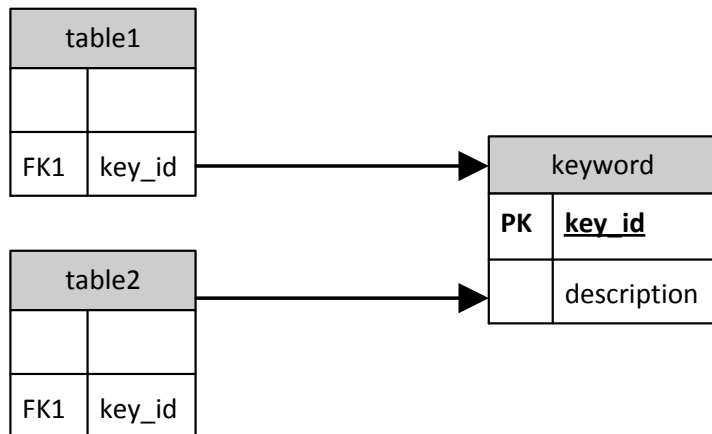 table1
FK1 key_id
keyword
PK key_id
description
table2
FK1 key_id